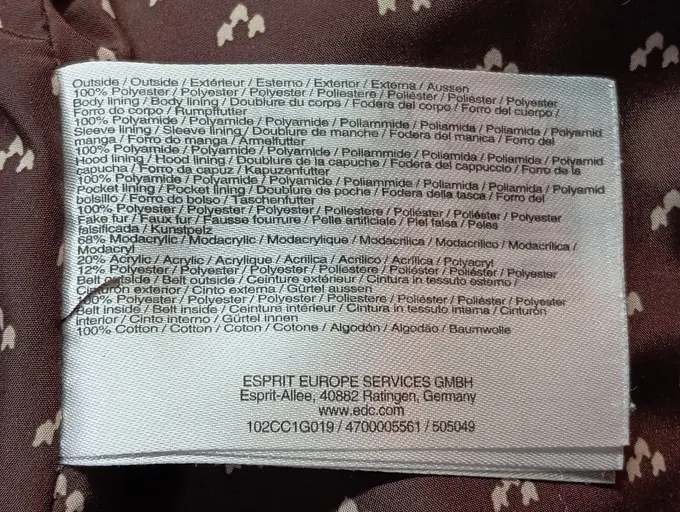 Outside / Outside / Extérieur / Esterno / Exterior / Externa / Aussen
100% Polyester / Polyester / Polyester / Poliestere / Poliéster / Poliéster / Polyester
Body lining / Body lining / Doublure du corps / Fodera del corpo / Forro del cuerpo /
Forro do corpo / Rumpffutter
100% Polyamide / Polyamide / Polyamide / Poliammide / Poliamida / Poliamida / Polyamid
Sleeve lining / Sleeve lining / Doublure de manche / Fodera del manica / Forro del
manga / Forro do manga / Ärmelfutter
100% Polyamide / Polyamide / Polyamide / Poliammide / Poliamida / Poliamida / Polyamid
Hood lining / Hood lining / Doublure de la capuche / Fodera del cappuccio / Forro de la
capucha / Forro da capuz / Kapuzenfutter
100% Polyamide / Polyamide / Polyamide / Poliammide / Poliamida / Poliamida / Polyamid
Pocket lining / Pocket lining / Doublure de poche / Fodera della tasca / Forro del
bolsillo / Forro do bolso / Taschenfutter
100% Polyester / Polyester / Polyester / Poliestere / Poliéster / Poliéster / Polyester
Fake fur / Faux fur / Fausse fourrure / Pelle artificiale / Piel falsa / Peles
falsificada / Kunstpelz
68% Modacrylic / Modacrylic / Modacrylique / Modacrilica / Modacrílico / Modacrílica /
Modacryl
20% Acrylic / Acrylic / Acrylique / Acrilica / Acrílico / Acrílica / Polyacryl
12% Polyester / Polyester / Polyester / Poliestere / Poliéster / Poliéster / Polyester
Belt outside / Belt outside / Ceinture extérieur / Cintura in tessuto esterno /
Cinturón exterior / Cinto externa / Gürtel aussen
100% Polyester / Polyester / Polyester / Poliestere / Poliéster / Poliéster / Polyester
Belt inside / Belt inside / Ceinture intérieur / Cintura in tessuto interna / Cinturón
interior / Cinto interno / Gürtel innen
100% Cotton / Cotton / Coton / Cotone / Algodón / Algodão / Baumwolle
ESPRIT EUROPE SERVICES GMBH
Esprit-Allee, 40882 Ratingen, Germany
www.edc.com
102CC1G019 / 4700005561 / 505049